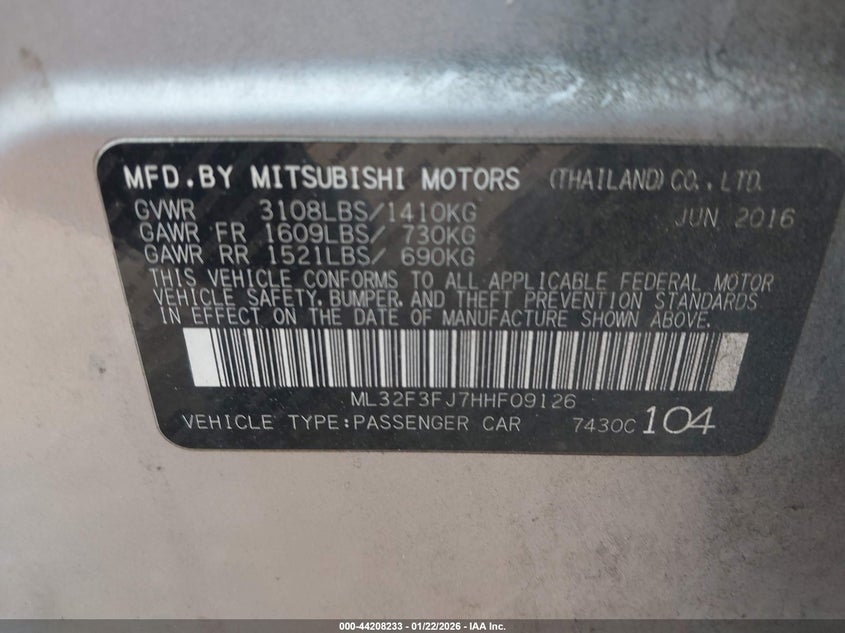 MFD.BY MITSUBISHI MOTORS (THAILAND) CO., LTD.
GVWR 3108LBS/1410KG JUN 2016
GAWR FR 1609LBS/ 730KG
GAWR RR 1521LBS/ 690KG
THIS VEHICLE CONFORMS TO ALL APPLICABLE FEDERAL MOTOR
VEHICLE SAFETY, BUMPER, AND THEFT PREVENTION STANDARDS
IN EFFECT ON THE DATE OF MANUFACTURE SHOWN ABOVE.
ML32F3FJ7HHF09126
VEHICLE TYPE:PASSENGER CAR 7430C 104
000-44208233 - 01/22/2026 - IAA Inc.